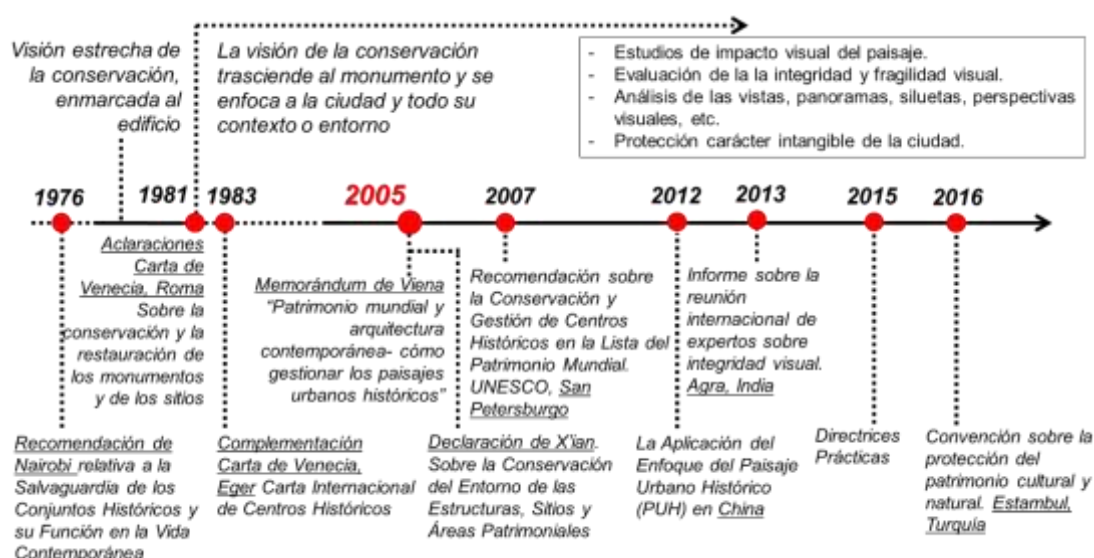 Visión estrecha de
la conservación,
enmarcada al
edificio
La visión de la conservación
trasciende al monumento y se
enfoca a la ciudad y todo su
contexto o entorno
- Estudios de impacto visual del paisaje.
- Evaluación de la la integridad y fragilidad visual.
- Análisis de las vistas, panoramas, siluetas, perspectivas
visuales, etc.
- Protección carácter intangible de la ciudad.
1976
1981
1983
2005
2007
2012
2013
2015
2016
Aclaraciones
Carta de
Venecia, Roma
Sobre la
conservación y la
restauración de
los monumentos
y de los sitios
Memorándum de Viena
"Patrimonio mundial y
arquitectura
contemporánea- cómo
gestionar los paisajes
urbanos históricos"
Recomendación sobre
la Conservación y
Gestión de Centros
Históricos en la Lista del
Patrimonio Mundial.
UNESCO, San
Petersburgo
Informe sobre la
reunión
internacional de
expertos sobre
integridad visual.
Agra, India
Recomendación de
Nairobi relativa a la
Salvaguardia de los
Conjuntos Históricos y
su Función en la Vida
Contemporánea
Complementación
Carta de Venecia,
Eger Carta Internacional
de Centros Históricos
Declaración de X'ian.
Sobre la Conservación
del Entorno de las
Estructuras, Sitios y
Áreas Patrimoniales
La Aplicación del
Enfoque del Paisaje
Urbano Histórico
(PUH) en China
Directrices
Prácticas
Convención sobre la
protección del
patrimonio cultural y
natural. Estambul,
Turquía